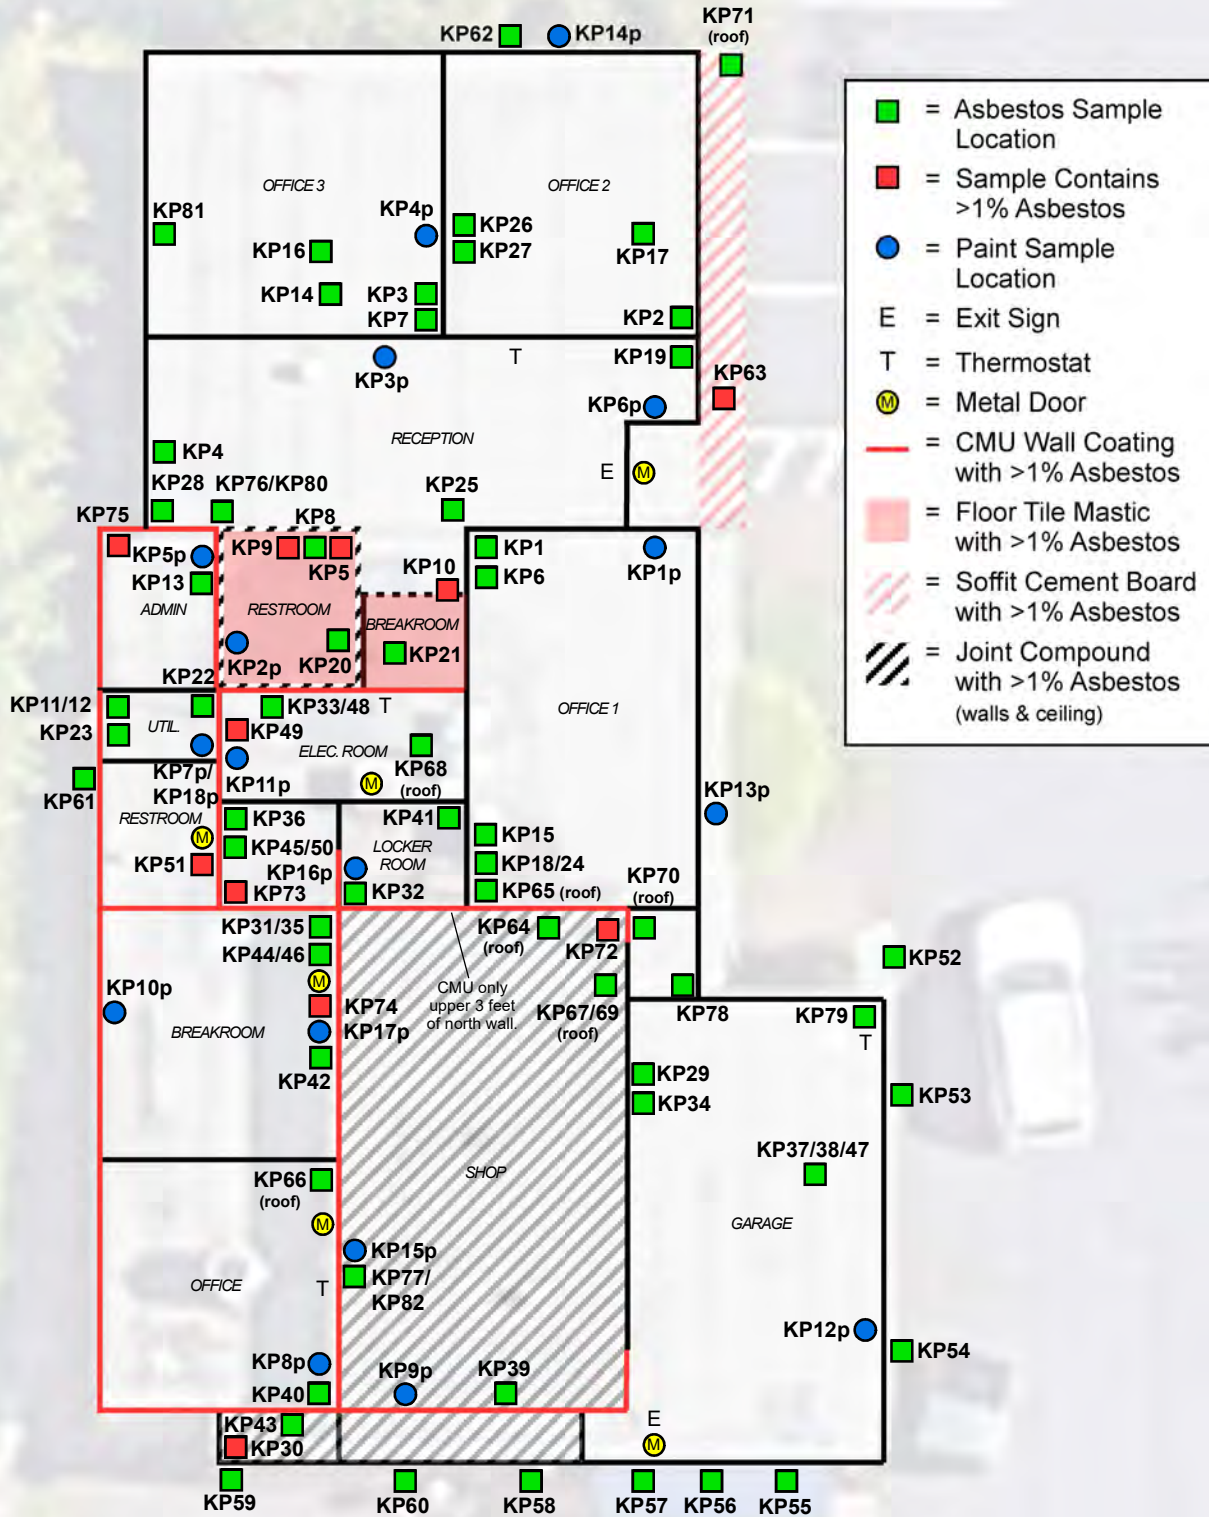 KP71
(roof)
KP62
KP14p
OFFICE 3
OFFICE 2
KP81
KP4p
KP26
KP16
KP27
KP17
KP14
KP3
KP7
KP2
KP3p
T
KP19
KP63
KP6p
RECEPTION
KP4
E
M
KP28
KP76/KP80
KP25
KP75
KP8
KP9
KP5
KP1
KP1p
KP5p
KP13
KP10
KP6
ADMIN
RESTROOM
BREAKROOM
KP2p
KP20
KP21
KP22
KP11/12
KP33/48
T
OFFICE 1
KP23
UTIL.
KP49
ELEC. ROOM
KP7p/
KP18p
KP11p
M
KP68
(roof)
KP61
KP13p
RESTROOM
M
KP51
KP36
KP45/50
KP16p
KP73
KP41
LOCKER
ROOM
KP32
KP15
KP18/24
KP65 (roof)
KP70
(roof)
KP31/35
KP44/46
M
KP64
(roof)
KP72
KP52
KP10p
KP74
KP17p
CMU only
upper 3 feet
of north wall.
KP67/69
(roof)
KP78
KP79
T
BREAKROOM
KP42
KP29
KP34
KP53
KP37/38/47
KP66
(roof)
SHOP
M
GARAGE
KP15p
OFFICE
T
KP77/
KP82
KP12p
KP54
KP8p
KP9p
KP39
KP40
KP43
KP30
E
M
KP59
KP60
KP58
KP57
KP56
KP55
= Asbestos Sample
Location
= Sample Contains
>1% Asbestos
= Paint Sample
Location
E = Exit Sign
T = Thermostat
M = Metal Door
= CMU Wall Coating
with >1% Asbestos
= Floor Tile Mastic
with >1% Asbestos
= Soffit Cement Board
with >1% Asbestos
= Joint Compound
with >1% Asbestos
(walls & ceiling)